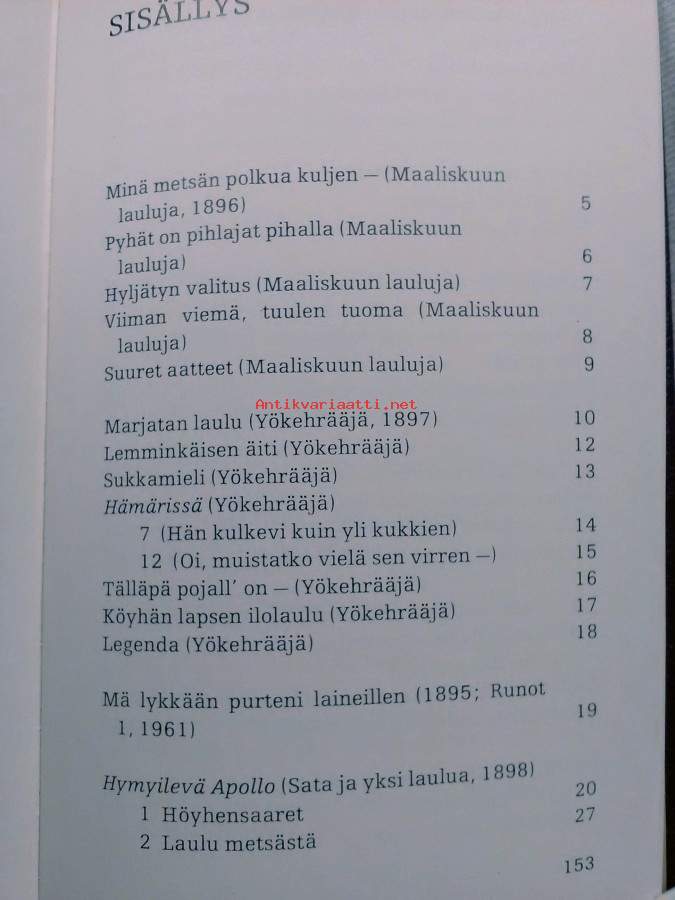 SISÄLLYS
Minä metsän polkua kuljen — (Maaliskuun
lauluja, 1896) 5
Pyhät on pihlajat pihalla (Maaliskuun
lauluja) 6
Hyljätyn valitus (Maaliskuun lauluja) 7
Viiman viemä, tuulen tuoma (Maaliskuun
lauluja) 8
Suuret aatteet (Maaliskuun lauluja) 9
Antikvariaatti.net
Marjatan laulu (Yökehrääjä, 1897) 10
Lemminkäisen äiti (Yökehrääjä) 12
Sukkamieli (Yökehrääjä) 13
Hämärissä (Yökehrääjä)
7 (Hän kulkevi kuin yli kukkien) 14
12 (Oi, muistatko vielä sen virren —) 15
Tälläpä pojall' on — (Yökehrääjä) 16
Köyhän lapsen ilolaulu (Yökehrääjä) 17
Legenda (Yökehrääjä) 18
Mä lykkään purteni laineillen (1895; Runot
1, 1961) 19
Hymyilevä Apollo (Sata ja yksi laulua, 1898)
1 Höyhensaaret 20
2 Laulu metsästä 27
153